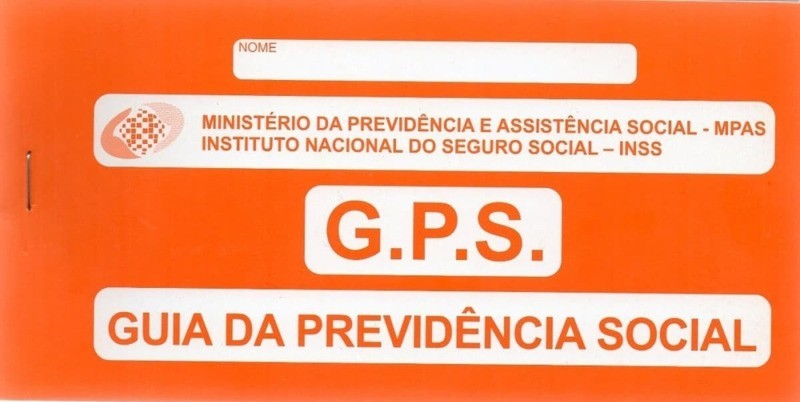 NOME
MINISTÉRIO DA PREVIDÊNCIA E ASSISTÊNCIA SOCIAL - MPAS
INSTITUTO NACIONAL DO SEGURO SOCIAL – INSS
G.P.S.
GUIA DA PREVIDÊNCIA SOCIAL